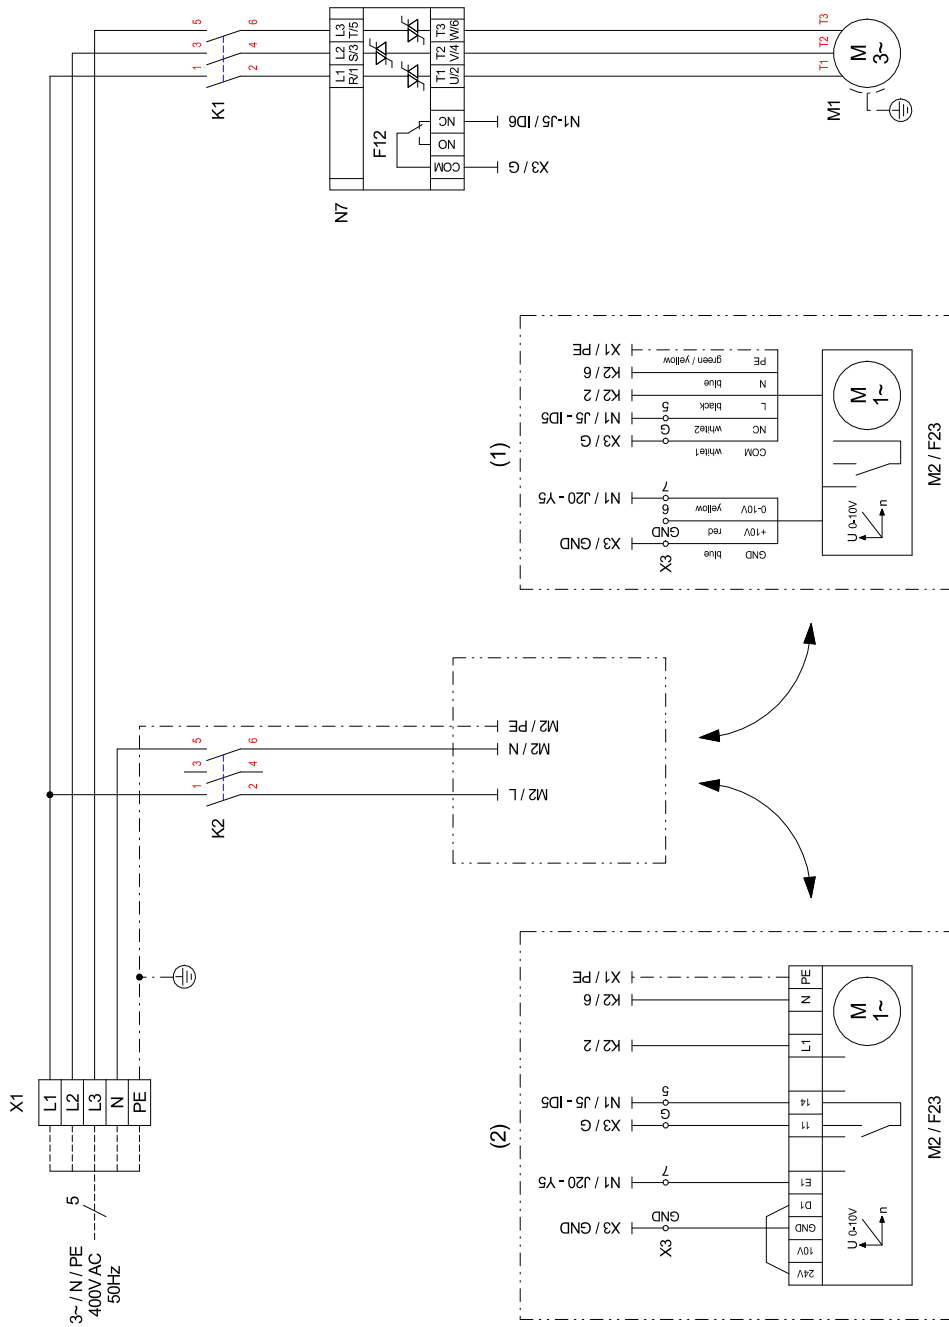 3~ / N / PE
400V AC
50Hz
5
X1
L1
L2
L3
N
PE
K1
1
2
3
4
5
6
K2
1
2
3
4
5
6
M2 / L
M2 / N
M2 / PE
N7
L1
R/1
L2
S/3
L3
T/5
F12
T1
U/2
T2
V/4
T3
W/6
COM
NO
NC
X3 / G
N1-J5 / ID6
T1
T2
T3
M
3~
M1
(1)
X3 / GND
N1 / J20 - Y5
X3 / G
N1 / J5 - ID5
K2 / 2
K2 / 6
X1 / PE
X3
GND
6
7
G
5
GND blue
+10V red
0-10V yellow
COM white1
NC white2
L black
N blue
PE green / yellow
U 0-10V
n
M
1~
M2 / F23
(2)
X3 / GND
N1 / J20 - Y5
X3 / G
N1 / J5 - ID5
K2 / 2
K2 / 6
X1 / PE
X3
GND
7
G
5
24V
10V
GND
D1
E1
11
14
L1
N
PE
U 0-10V
n
M
1~
M2 / F23